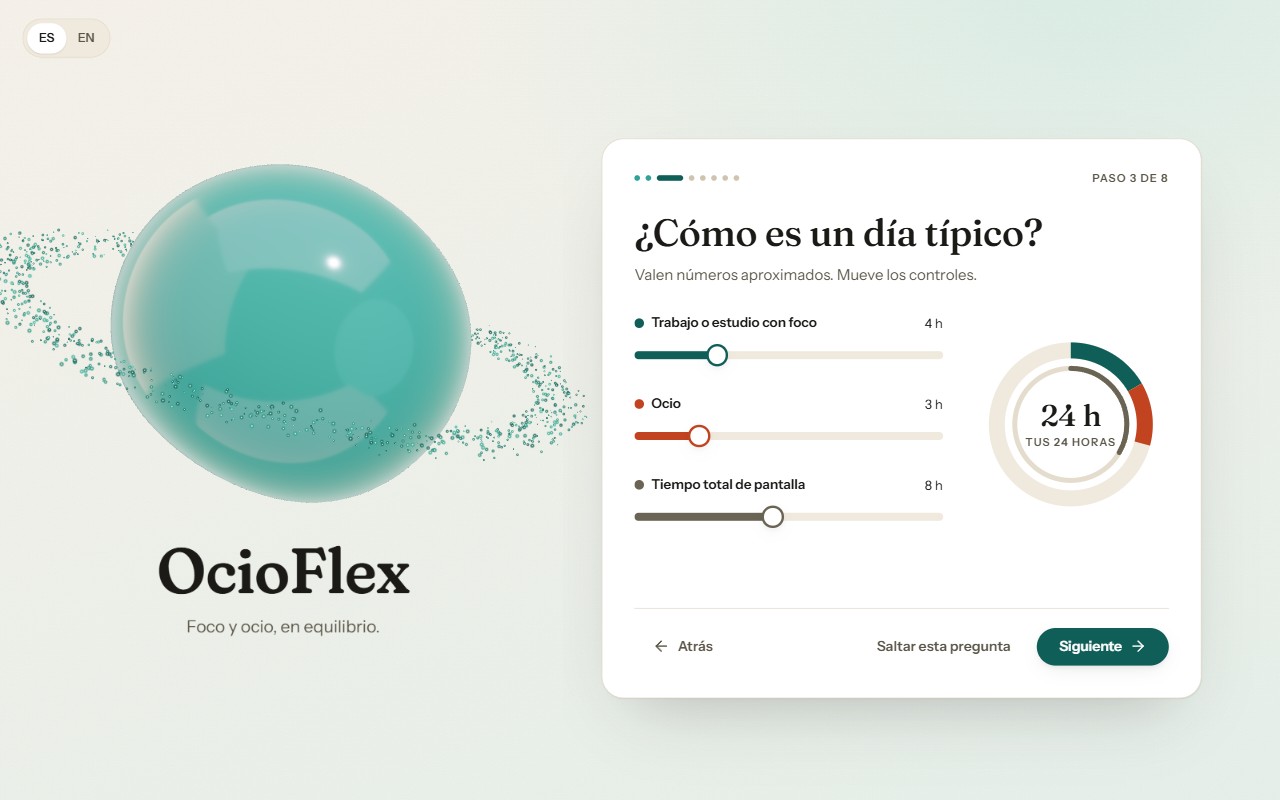 ES EN
PASO 3 DE 8
¿Cómo es un día típico?
Valen números aproximados. Mueve los controles.
Trabajo o estudio con foco 4 h
Ocio 3 h
Tiempo total de pantalla 8 h
24 h
TUS 24 HORAS
OcioFlex
Foco y ocio, en equilibrio.
Atrás
Saltar esta pregunta
Siguiente